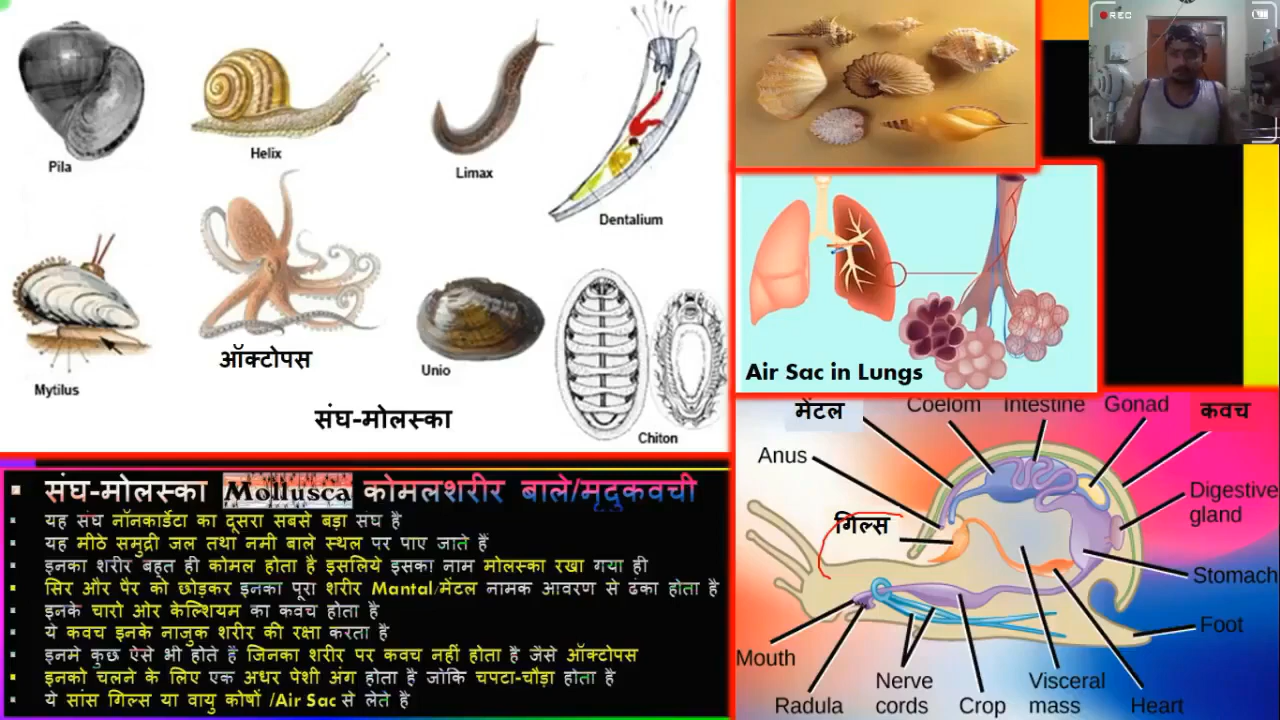 REC
Pila
Helix
Limax
Dentalium
Mytilus
ऑक्टोपस
Unio
Chiton
संघ-मोलस्का
Air Sac in Lungs
मेंटल
Coelom
Intestine
Gonad
कवच
Anus
गिल्स
Digestive
gland
Stomach
Foot
Mouth
Radula
Nerve
cords
Crop
Visceral
mass
Heart
संघ-मोलस्का Mollusca कोमलशरीर बाले/मृदुकवची
यह संघ नॉनकार्डेटा का दूसरा सबसे बड़ा संघ है
यह मीठे समुद्री जल तथा नमी बाले स्थल पर पाए जाते हैं
इनका शरीर बहुत ही कोमल होता है इसलिये इसका नाम मोलस्का रखा गया ही
सिर और पैर को छोड़कर इनका पूरा शरीर Mantal/मेंटल नामक आवरण से ढंका होता है
इनके चारो ओर केल्शियम का कवच होता है
ये कवच इनके नाजुक शरीर की रक्षा करता है
इनमे कुछ ऐसे भी होते है जिनका शरीर पर कवच नहीं होता है जैसे ऑक्टोपस
इनको चलने के लिए एक अधर पेशी अंग होता है जोकि चपटा-चौड़ा होता है
ये सांस गिल्स या वायु कोषों /Air Sac से लेते है